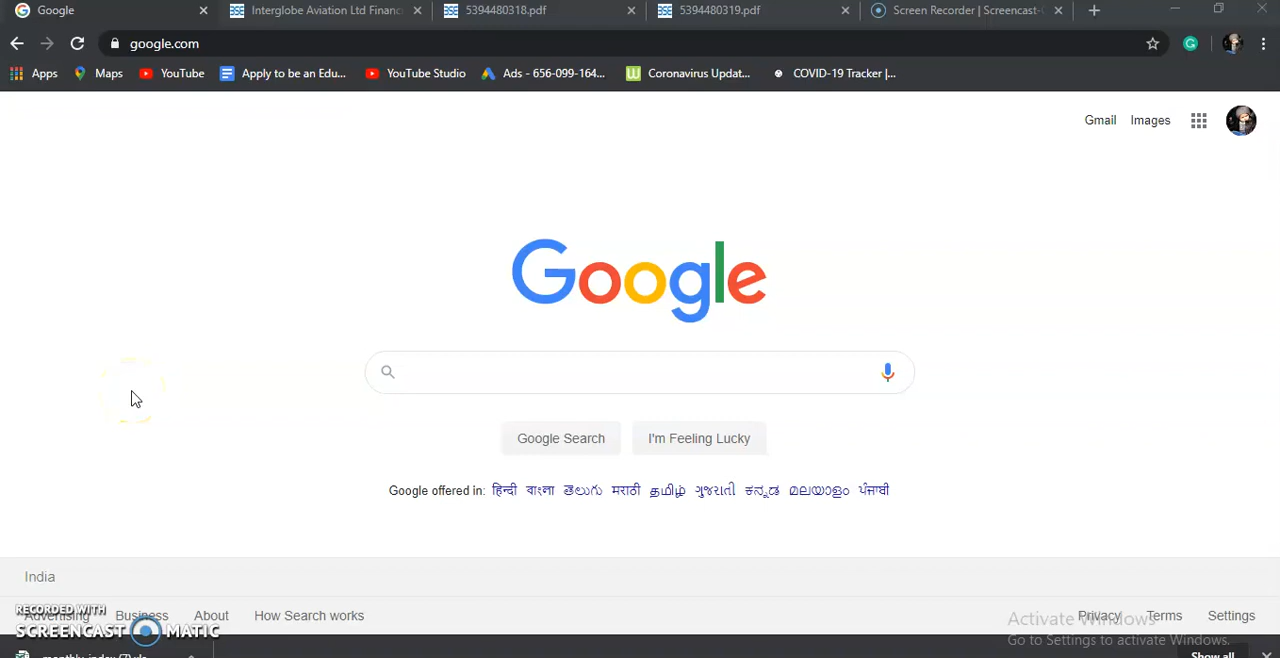 Google
Interglobe Aviation Ltd Financ
5394480318.pdf
5394480319.pdf
Screen Recorder | Screencast-
google.com
Apps
Maps
YouTube
Apply to be an Edu...
YouTube Studio
Ads - 656-099-164...
Coronavirus Updat...
COVID-19 Tracker |...
Gmail
Images
Google
Google Search
I'm Feeling Lucky
Google offered in: हिन्दी বাংলা తెలుగు मराठी தமிழ் ગુજરાતી ಕನ್ನಡ മലയാളം ਪੰਜਾਬੀ
India
Advertising
Business
About
How Search works
Privacy
Terms
Settings
RECORDED WITH
SCREENCAST MATIC
Activate Windows
Go to Settings to activate Windows.
monthly_index (7).xls
Show all